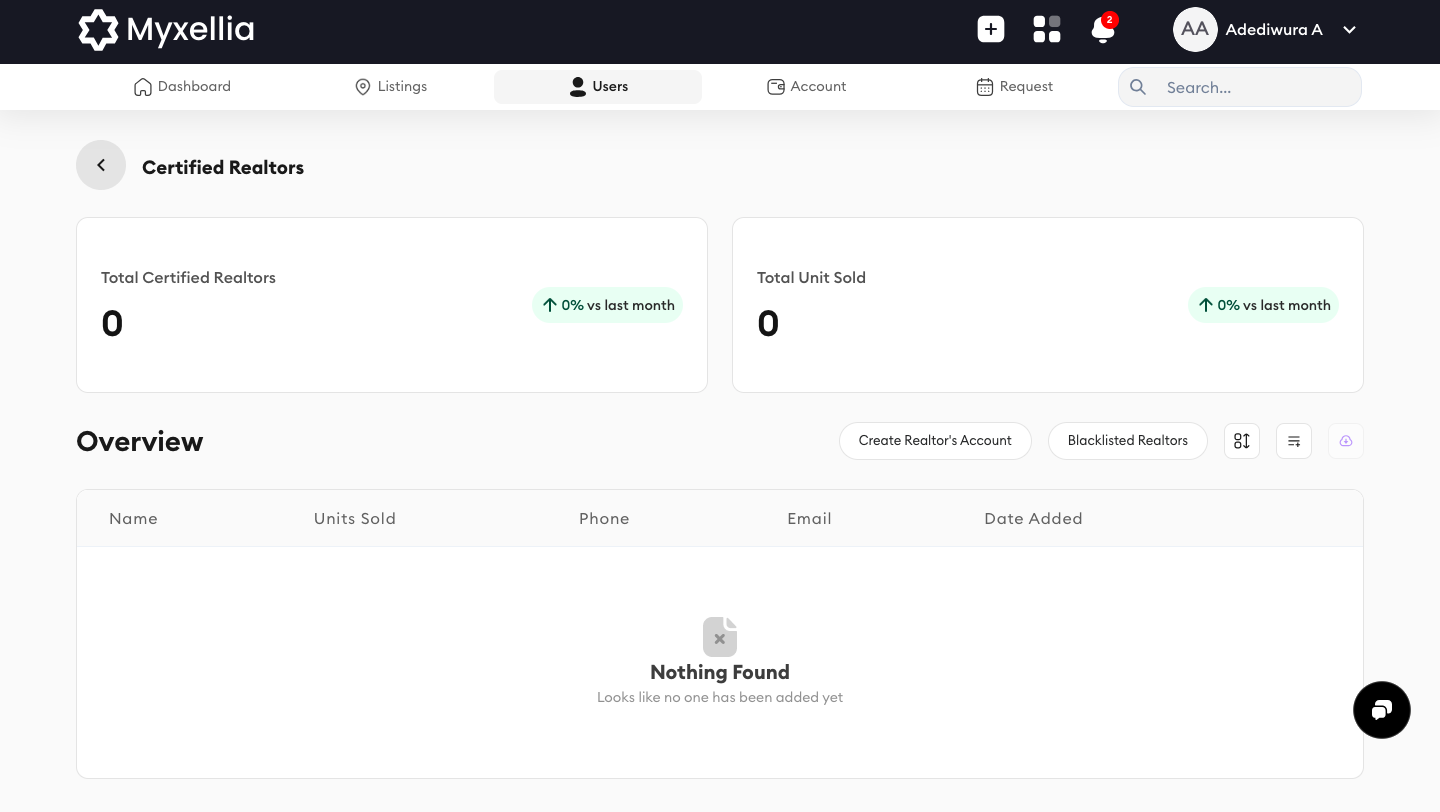 Myxellia
2
AA
Adediwura A
Dashboard
Listings
Users
Account
Request
Search...
Certified Realtors
Total Certified Realtors
0
0% vs last month
Total Unit Sold
0
0% vs last month
Overview
Create Realtor's Account
Blacklisted Realtors
Name
Units Sold
Phone
Email
Date Added
Nothing Found
Looks like no one has been added yet